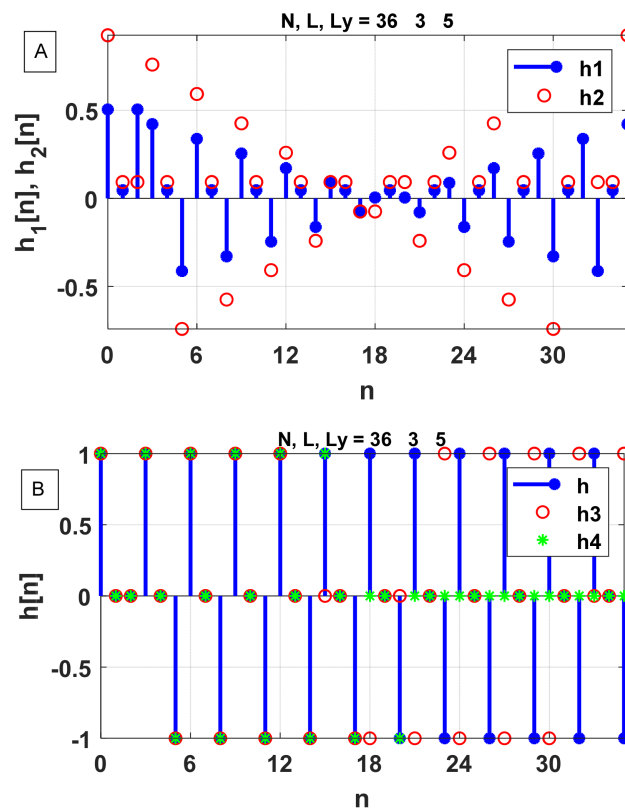 N, L, Ly = 36 3 5
A
h1
h2
0.5
0
-0.5
h1[n], h2[n]
0 6 12 18 24 30
n
N, L, Ly = 36 3 5
B
h
h3
h4
1
0.5
0
-0.5
-1
h[n]
0 6 12 18 24 30
n